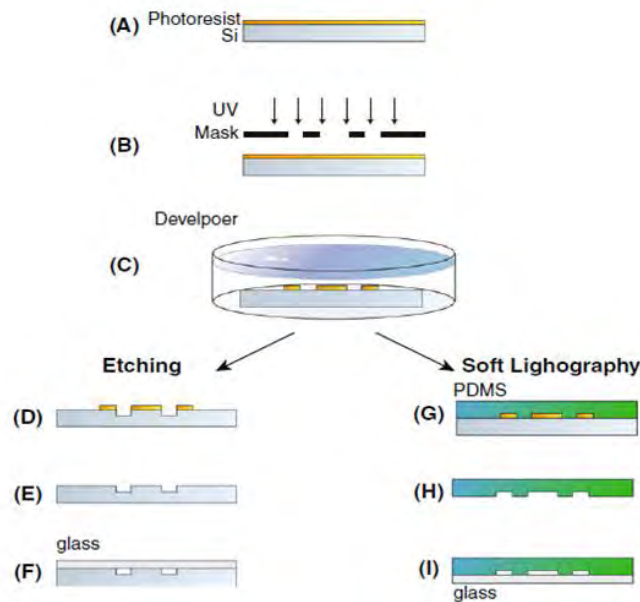 (A) Photoresist
Si
UV
Mask
(B)
Develpoer
(C)
Etching
Soft Lighography
(D)
PDMS
(G)
(E)
(H)
glass
(F)
(I)
glass